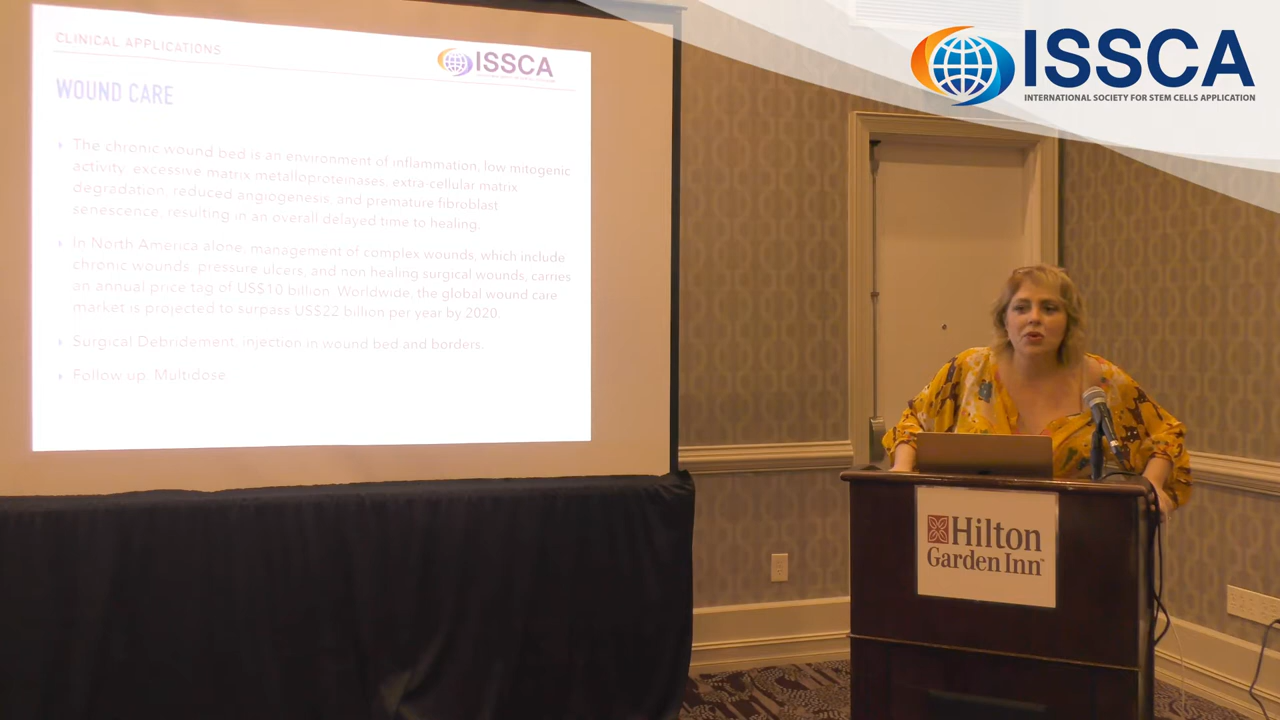 CLINICAL APPLICATIONS
ISSCA
WOUND CARE
The chronic wound bed is an environment of inflammation, low mitogenic
activity, excessive matrix metalloproteinases, extra-cellular matrix
degradation, reduced angiogenesis, and premature fibroblast
senescence, resulting in an overall delayed time to healing.
In North America alone, management of complex wounds, which include
chronic wounds, pressure ulcers, and non healing surgical wounds, carries
an annual price tag of US$10 billion. Worldwide, the global wound care
market is projected to surpass US$22 billion per year by 2020.
Surgical Debridement, injection in wound bed and borders.
Follow up. Multidose
ISSCA
INTERNATIONAL SOCIETY FOR STEM CELLS APPLICATION
Hilton
Garden Inn™